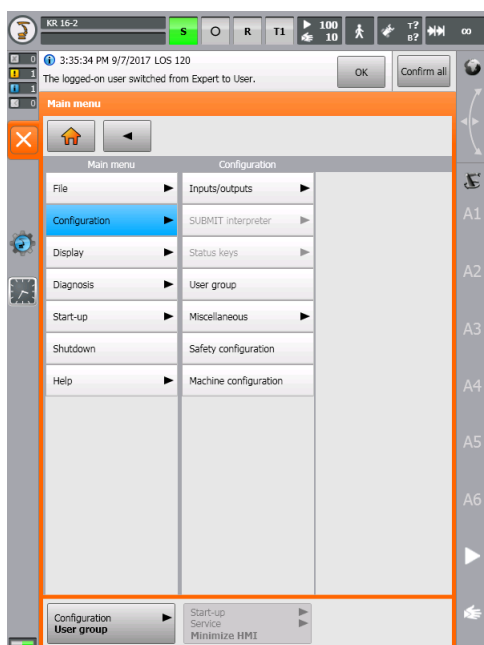 KR 16-2
S O R T1 100 10 T? B? ∞
0 3:35:34 PM 9/7/2017 LOS 120
1 The logged-on user switched from Expert to User.
OK Confirm all
1
0 Main menu
Main menu Configuration
File Inputs/outputs
Configuration SUBMIT interpreter
Display Status keys
Diagnosis User group
Start-up Miscellaneous
Shutdown Safety configuration
Help Machine configuration
A1
A2
A3
A4
A5
A6
Configuration
User group
Start-up
Service
Minimize HMI